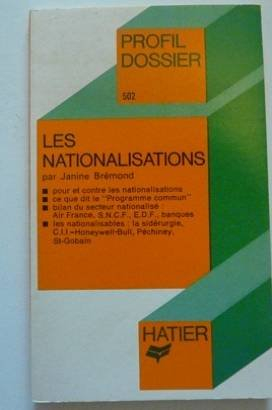 PROFIL
DOSSIER
502
LES
NATIONALISATIONS
par Janine Brémond
pour et contre les nationalisations
ce que dit le "Programme commun"
bilan du secteur nationalisé :
Air France, S.N.C.F., E.D.F., banques
les nationalisables : la sidérurgie,
C.I.I.-Honeywell-Bull, Péchiney,
St-Gobain
HATIER